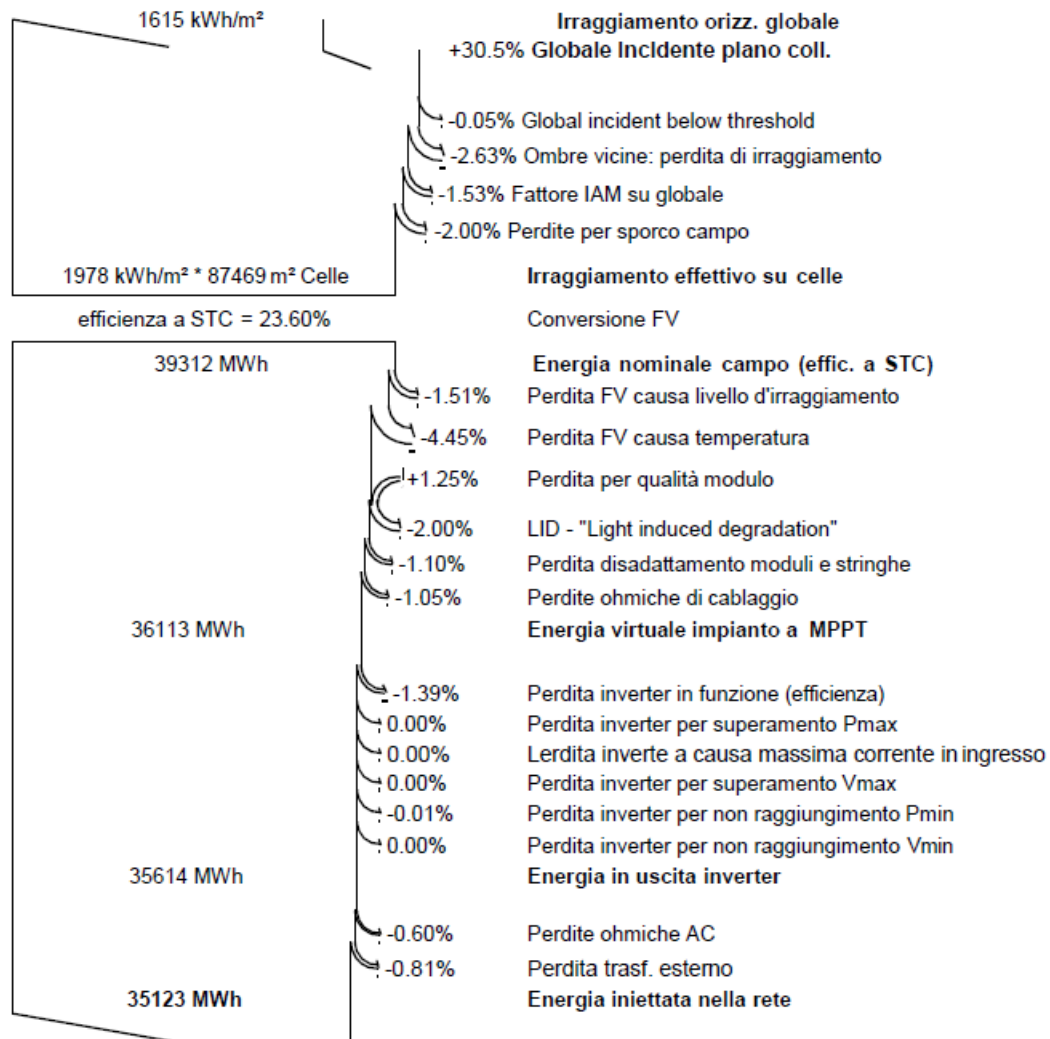 1615 kWh/m² Irraggiamento orizz. globale
+30.5% Globale incidente piano coll.
-0.05% Global incident below threshold
-2.63% Ombre vicine: perdita di irraggiamento
-1.53% Fattore IAM su globale
-2.00% Perdite per sporco campo
1978 kWh/m² * 87469 m² Celle Irraggiamento effettivo su celle
efficienza a STC = 23.60% Conversione FV
39312 MWh Energia nominale campo (effic. a STC)
-1.51% Perdita FV causa livello d'irraggiamento
-4.45% Perdita FV causa temperatura
+1.25% Perdita per qualità modulo
-2.00% LID - "Light induced degradation"
-1.10% Perdita disadattamento moduli e stringhe
-1.05% Perdite ohmiche di cablaggio
36113 MWh Energia virtuale impianto a MPPT
-1.39% Perdita inverter in funzione (efficienza)
0.00% Perdita inverter per superamento Pmax
0.00% Lerdita inverte a causa massima corrente in ingresso
0.00% Perdita inverter per superamento Vmax
-0.01% Perdita inverter per non raggiungimento Pmin
0.00% Perdita inverter per non raggiungimento Vmin
35614 MWh Energia in uscita inverter
-0.60% Perdite ohmiche AC
-0.81% Perdita trasf. esterno
35123 MWh Energia iniettata nella rete